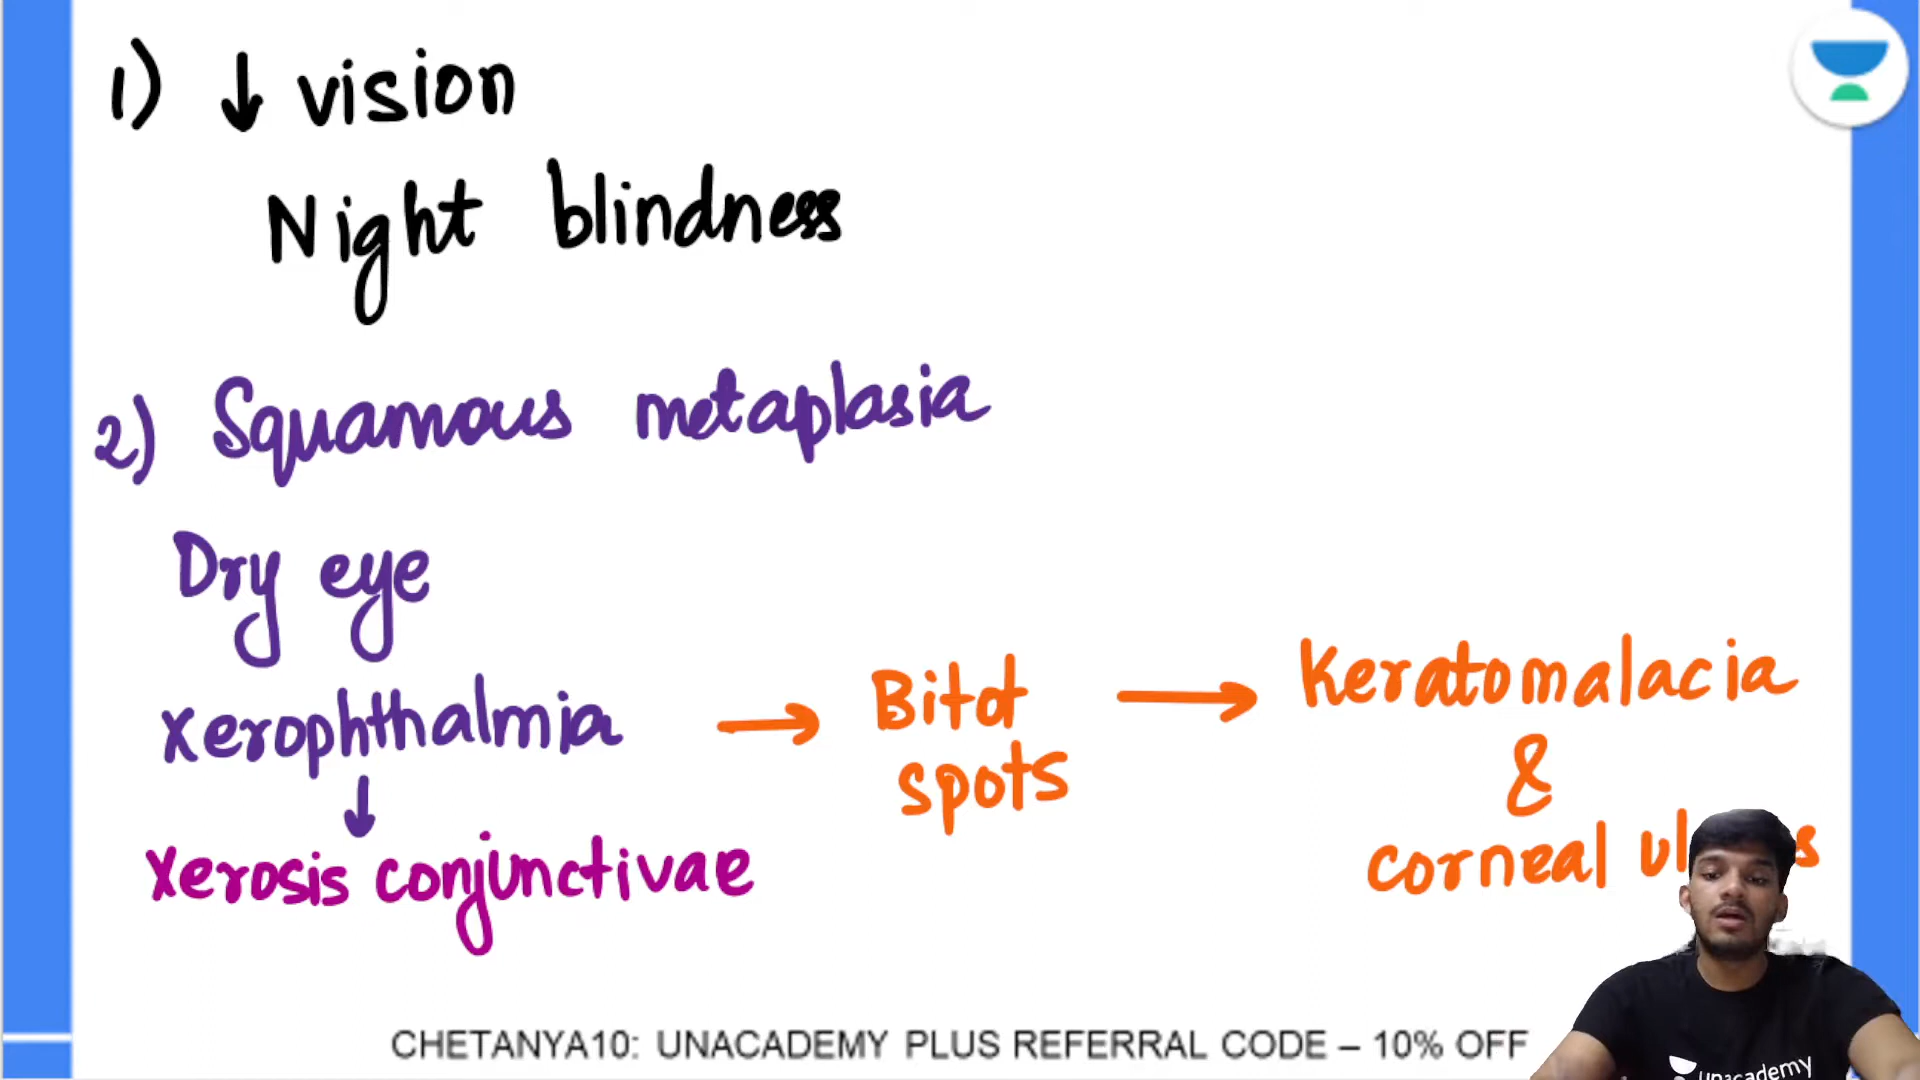 1) ↓ vision
Night blindness
2) Squamous metaplasia
Dry eye
Xerophthalmia → Bitot spots → Keratomalacia & corneal
↓
Xerosis conjunctivae
CHETANYA10: UNACADEMY PLUS REFERRAL CODE – 10% OFF
unacademy